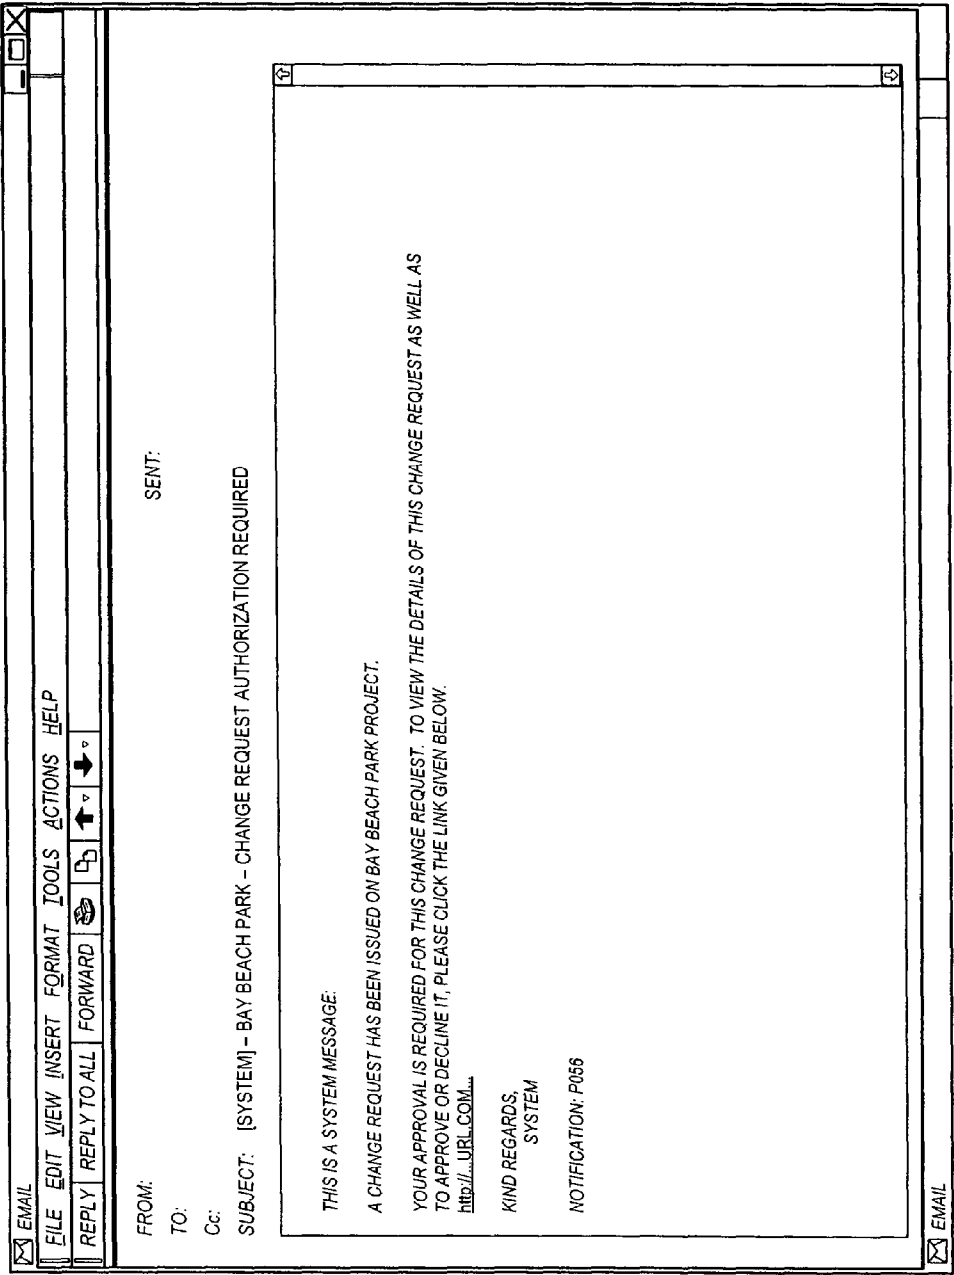 EMAIL
FILE EDIT VIEW INSERT FORMAT TOOLS ACTIONS HELP
REPLY REPLY TO ALL FORWARD
FROM: SENT:
TO:
Cc:
SUBJECT: [SYSTEM] – BAY BEACH PARK – CHANGE REQUEST AUTHORIZATION REQUIRED
THIS IS A SYSTEM MESSAGE:
A CHANGE REQUEST HAS BEEN ISSUED ON BAY BEACH PARK PROJECT.
YOUR APPROVAL IS REQUIRED FOR THIS CHANGE REQUEST. TO VIEW THE DETAILS OF THIS CHANGE REQUEST AS WELL AS
TO APPROVE OR DECLINE IT, PLEASE CLICK THE LINK GIVEN BELOW.
http://...URL.COM...
KIND REGARDS,
SYSTEM
NOTIFICATION: P056
EMAIL